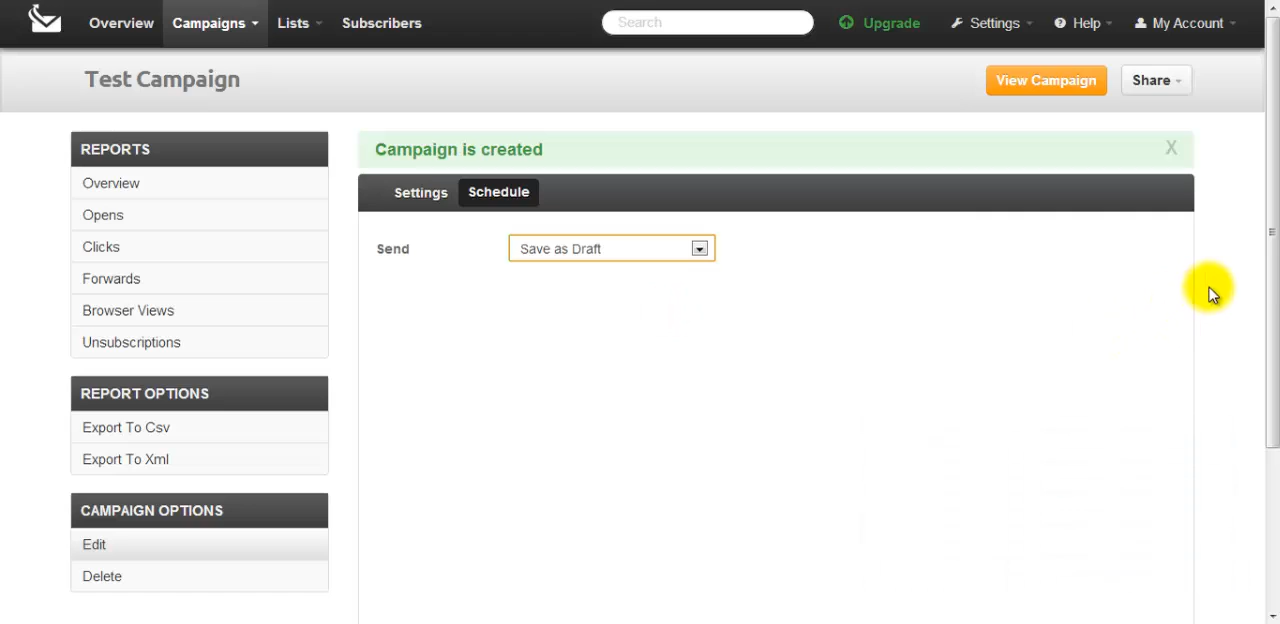 Overview Campaigns Lists Subscribers Search Upgrade Settings Help My Account
Test Campaign View Campaign Share
REPORTS
Overview
Opens
Clicks
Forwards
Browser Views
Unsubscriptions
REPORT OPTIONS
Export To Csv
Export To Xml
CAMPAIGN OPTIONS
Edit
Delete
Campaign is created X
Settings Schedule
Send Save as Draft